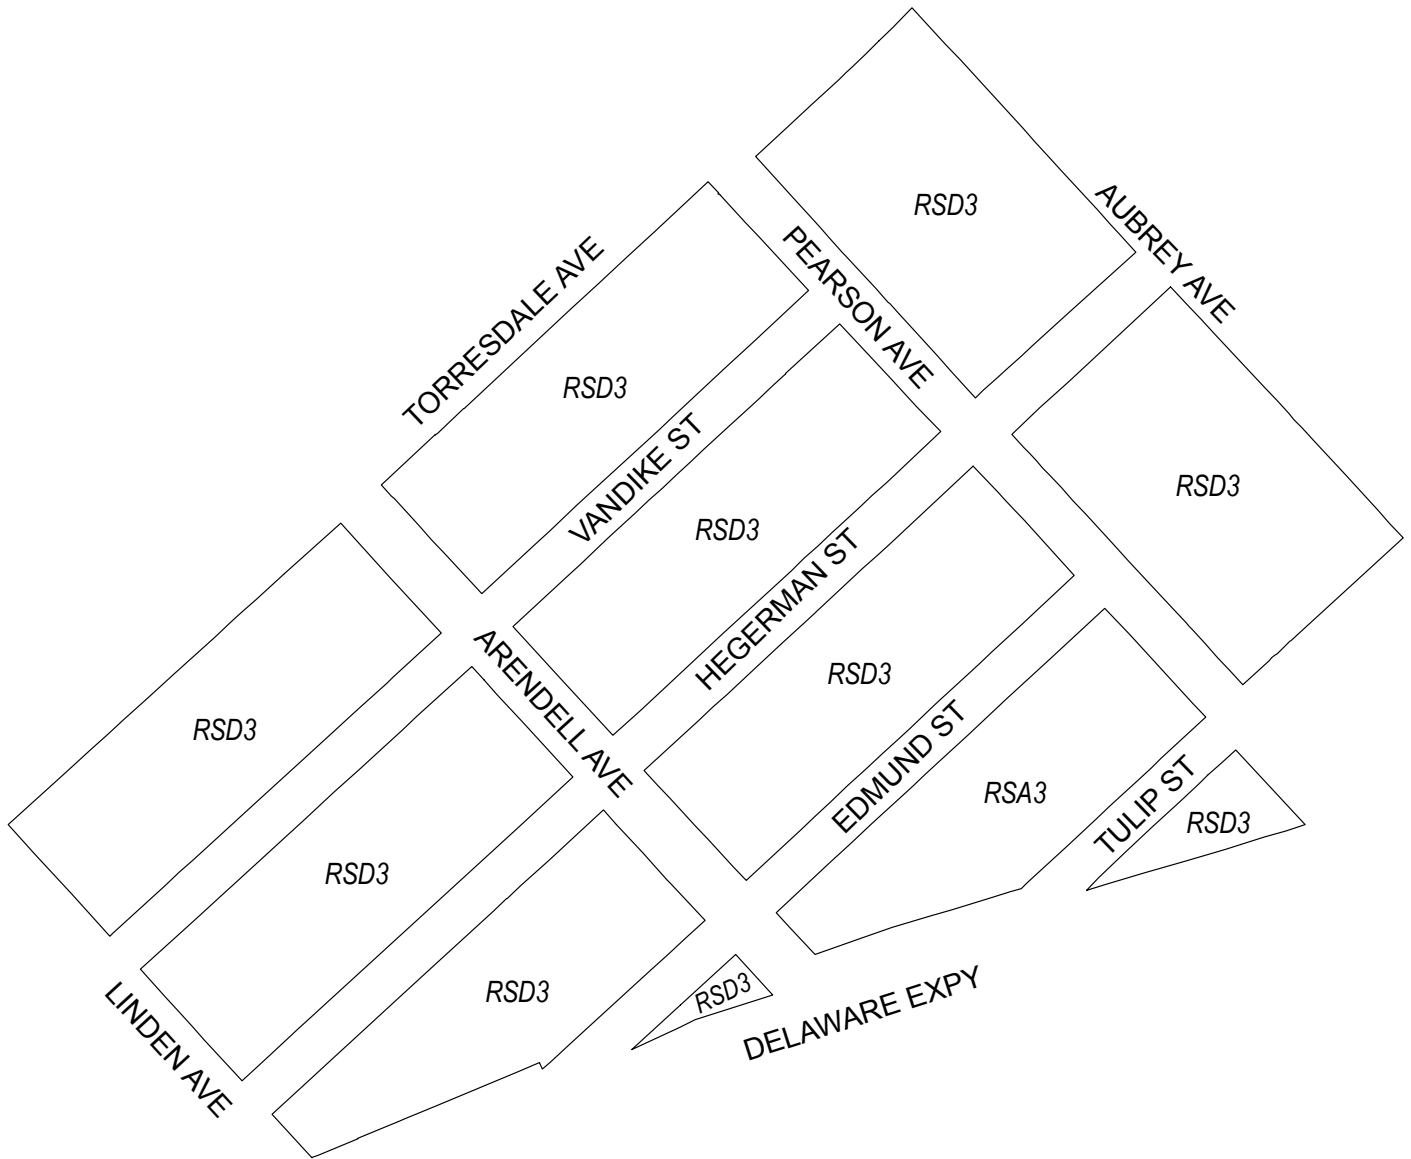 RSD3
AUBREY AVE
PEARSON AVE
TORRESDALE AVE
RSD3
VANDIKE ST
RSD3
RSD3
HEGERMAN ST
ARENDELL AVE
RSD3
RSD3
EDMUND ST
RSA3
TULIP ST
RSD3
RSD3
RSD3
RSD3
DELAWARE EXPY
LINDEN AVE